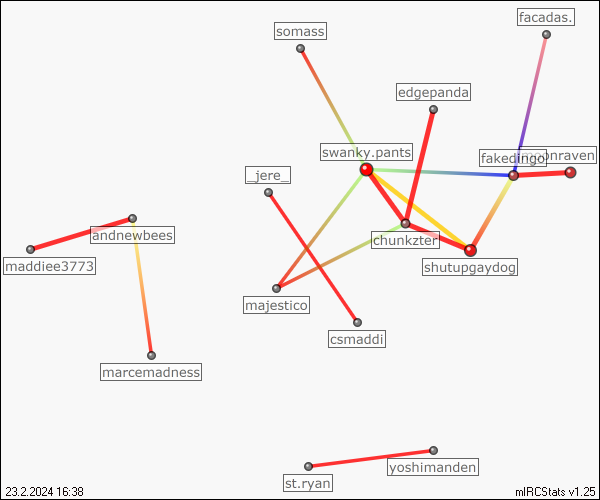 facadas.
somass
edgepanda
swanky.pants
fakedingo
onraven
_jere_
andnewbees
chunkzter
maddiee3773
shutupgaydog
majestico
csmaddi
marcemadness
yoshimanden
st.ryan
23.2.2024 16:38
mIRCStats v1.25